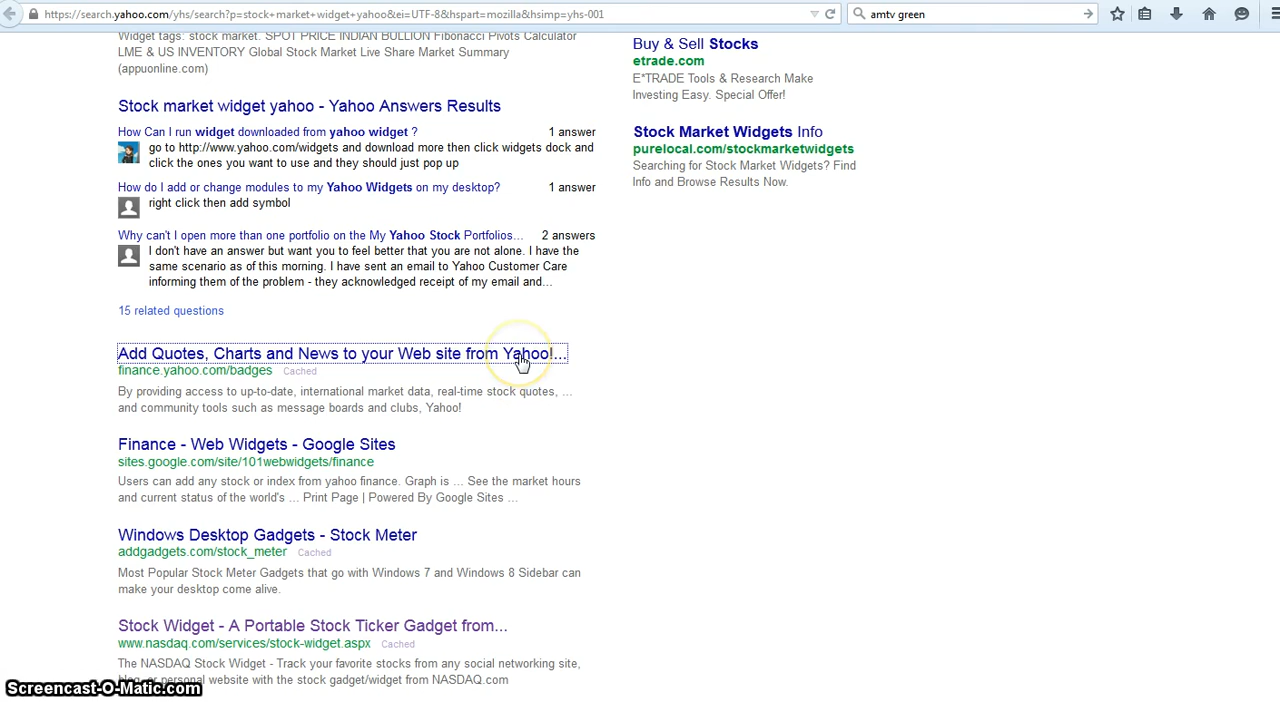 https://search.yahoo.com/yhs/search?p=stock+market+widget+yahoo&ei=UTF-8&hspart=mozilla&hsimp=yhs-001
amtv green
Widget tags: stock market. SPOT PRICE INDIAN BULLION Fibonacci Pivots Calculator
LME & US INVENTORY Global Stock Market Live Share Market Summary
(appuonline.com)
Stock market widget yahoo - Yahoo Answers Results
How Can I run widget downloaded from yahoo widget ? 1 answer
go to http://www.yahoo.com/widgets and download more then click widgets dock and
click the ones you want to use and they should just pop up
How do I add or change modules to my Yahoo Widgets on my desktop? 1 answer
right click then add symbol
Why can't I open more than one portfolio on the My Yahoo Stock Portfolios... 2 answers
I don't have an answer but want you to feel better that you are not alone. I have the
same scenario as of this morning. I have sent an email to Yahoo Customer Care
informing them of the problem - they acknowledged receipt of my email and...
15 related questions
Add Quotes, Charts and News to your Web site from Yahoo!...
finance.yahoo.com/badges Cached
By providing access to up-to-date, international market data, real-time stock quotes, ...
and community tools such as message boards and clubs, Yahoo!
Finance - Web Widgets - Google Sites
sites.google.com/site/101webwidgets/finance
Users can add any stock or index from yahoo finance. Graph is ... See the market hours
and current status of the world's ... Print Page | Powered By Google Sites ...
Windows Desktop Gadgets - Stock Meter
addgadgets.com/stock_meter Cached
Most Popular Stock Meter Gadgets that go with Windows 7 and Windows 8 Sidebar can
make your desktop come alive.
Stock Widget - A Portable Stock Ticker Gadget from...
www.nasdaq.com/services/stock-widget.aspx Cached
The NASDAQ Stock Widget - Track your favorite stocks from any social networking site,
or personal website with the stock gadget/widget from NASDAQ.com
Buy & Sell Stocks
etrade.com
E*TRADE Tools & Research Make
Investing Easy. Special Offer!
Stock Market Widgets Info
purelocal.com/stockmarketwidgets
Searching for Stock Market Widgets? Find
Info and Browse Results Now.
Screencast-O-Matic.com